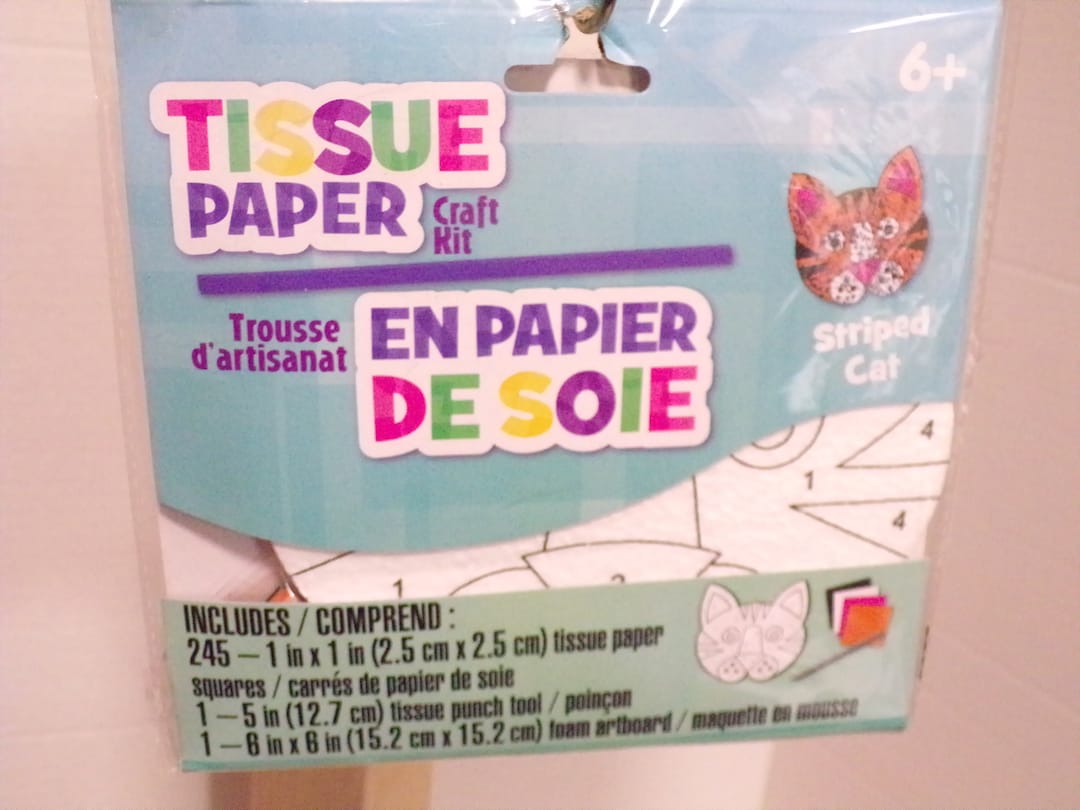 6+
TISSUE
PAPER
Craft
Kit
Trousse
d'artisanat
EN PAPIER
DE SOIE
Striped
Cat
4
1
4
1
INCLUDES / COMPREND :
245 – 1 in x 1 in (2.5 cm x 2.5 cm) tissue paper
squares / carrés de papier de soie
1 – 5 in (12.7 cm) tissue punch tool / poinçon
1 – 6 in x 6 in (15.2 cm x 15.2 cm) foam artboard / maquette en mousse